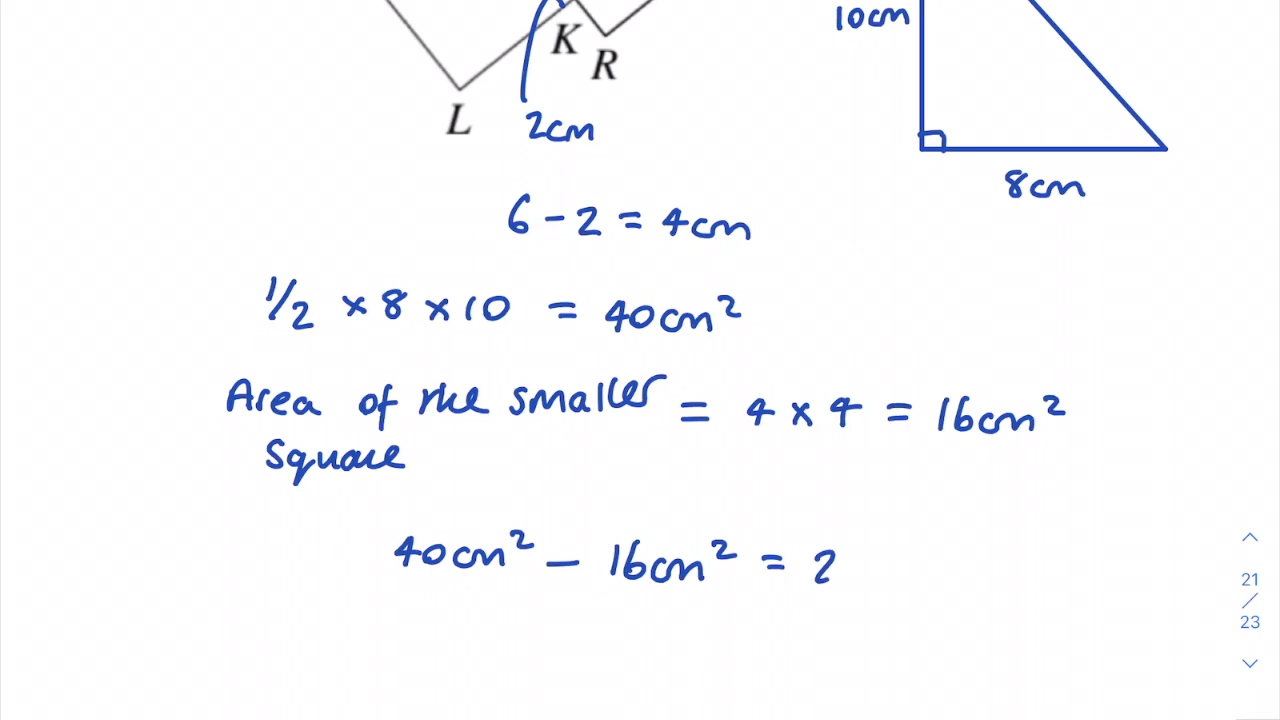 10cm
K
R
L
2cm
8cm
6 - 2 = 4cm
1/2 × 8 × 10 = 40cm²
Area of the smaller = 4 × 4 = 16cm²
Square
40cm² - 16cm² = 2
21
/
23